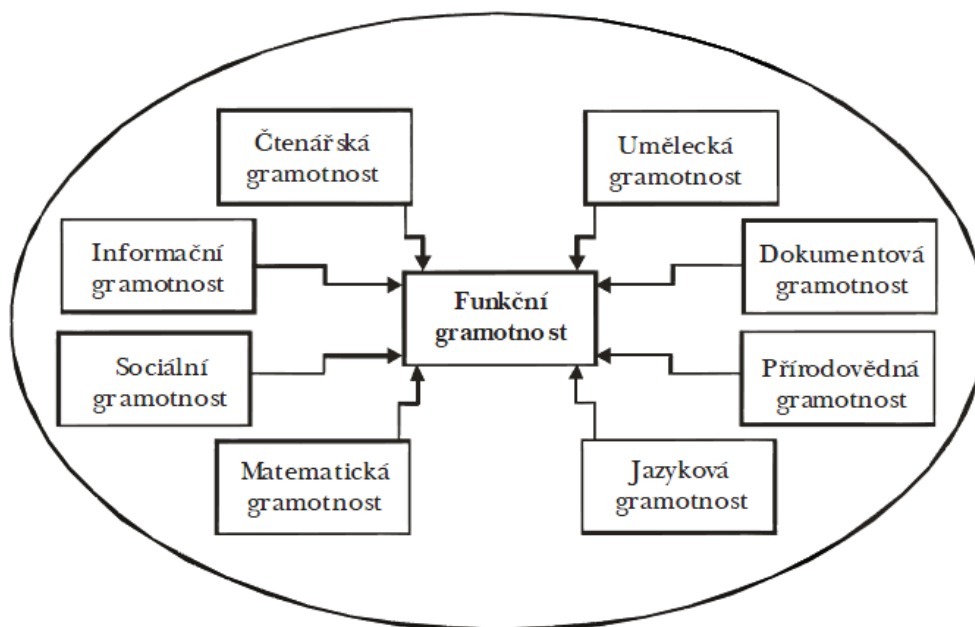 Čtenářská
gramotnost
Umělecká
gramotnost
Informační
gramotnost
Dokumentová
gramotnost
Funkční
gramotnost
Sociální
gramotnost
Přírodovědná
gramotnost
Matematická
gramotnost
Jazyková
gramotnost